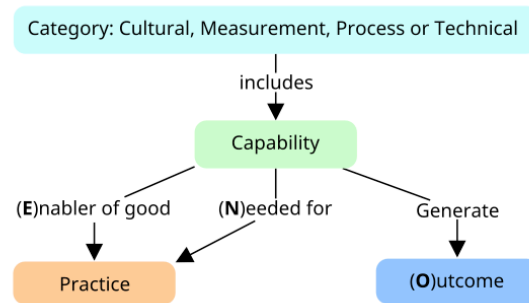 Category: Cultural, Measurement, Process or Technical
includes
Capability
(E)nabler of good
(N)eeded for
Generate
Practice
(O)utcome